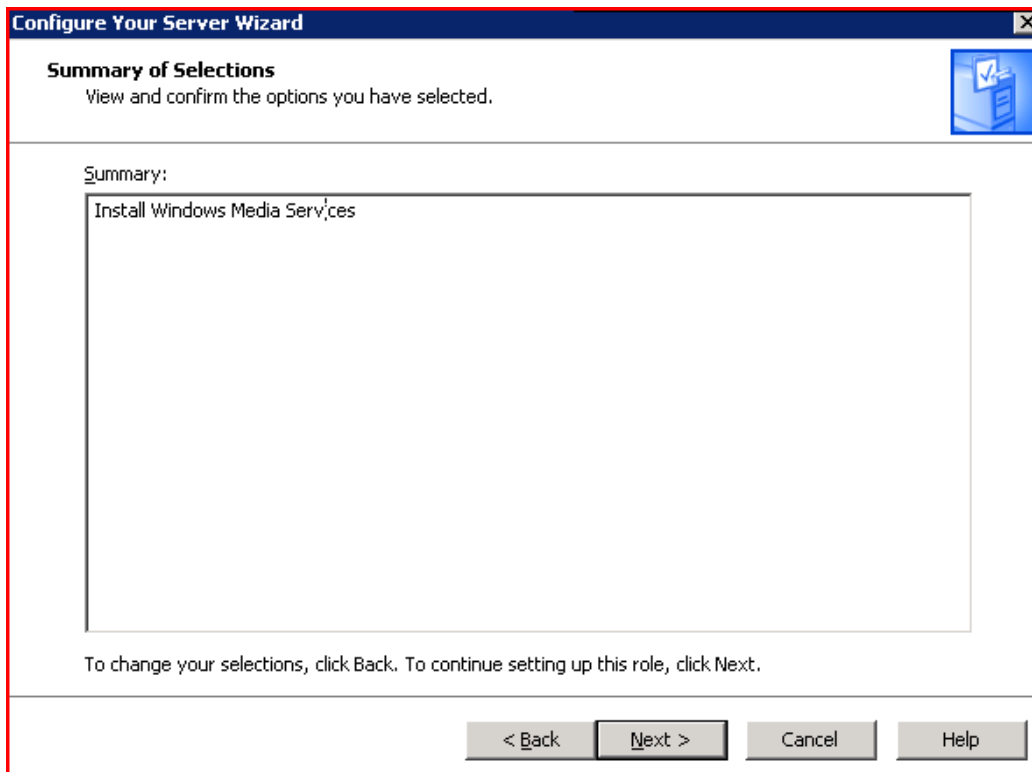 Configure Your Server Wizard
Summary of Selections
View and confirm the options you have selected.
Summary:
Install Windows Media Services
To change your selections, click Back. To continue setting up this role, click Next.
< Back
Next >
Cancel
Help